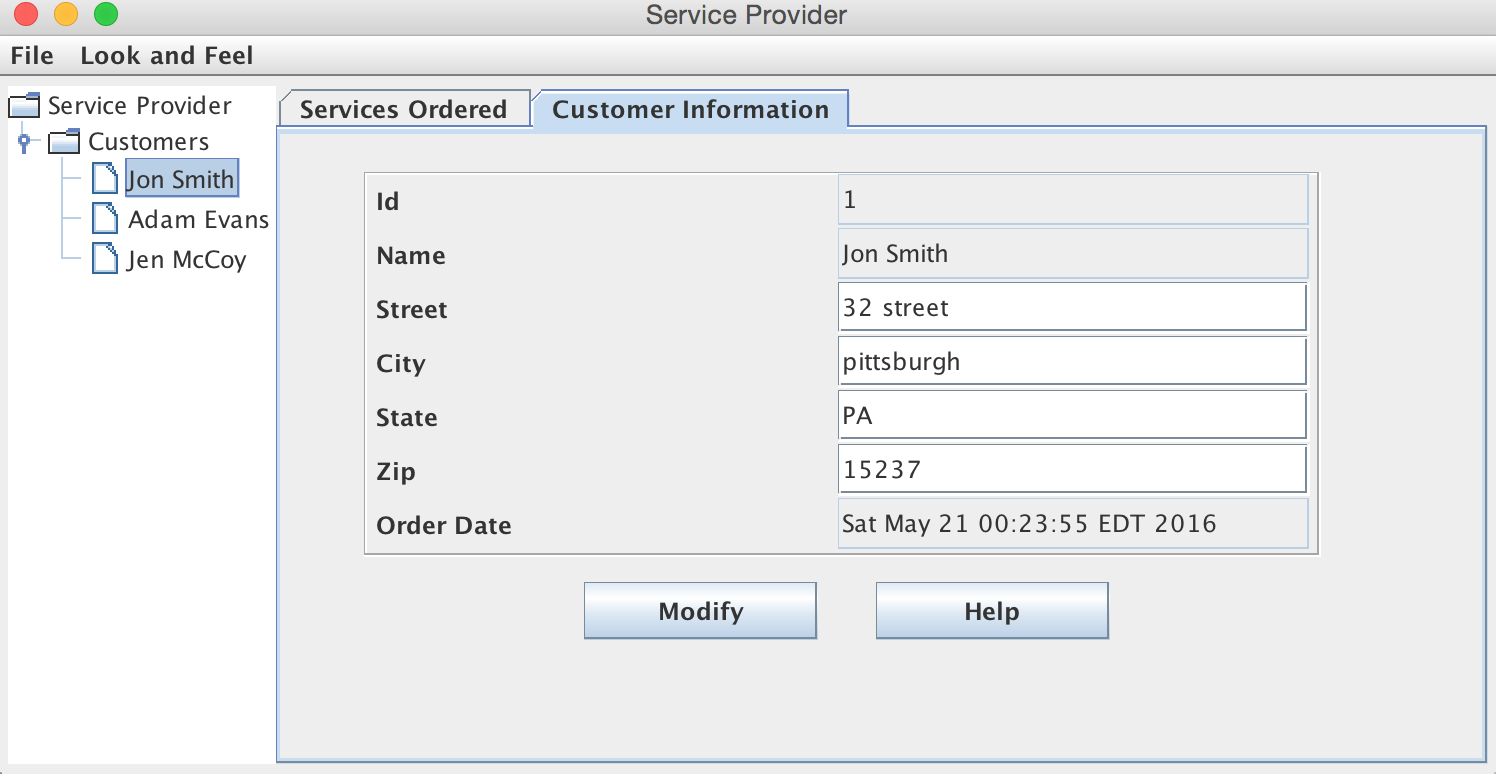 Service Provider
File Look and Feel
Service Provider
Customers
Jon Smith
Adam Evans
Jen McCoy
Services Ordered Customer Information
Id 1
Name Jon Smith
Street 32 street
City pittsburgh
State PA
Zip 15237
Order Date Sat May 21 00:23:55 EDT 2016
Modify Help